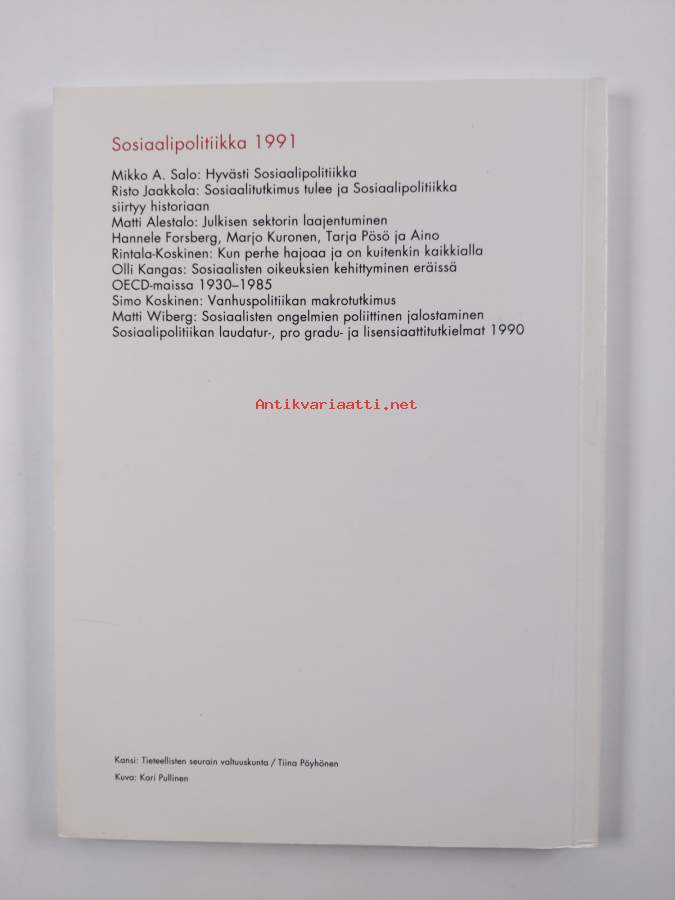 Sosiaalipolitiikka 1991
Mikko A. Salo: Hyvästi Sosiaalipolitiikka
Risto Jaakkola: Sosiaalitutkimus tulee ja Sosiaalipolitiikka
siirtyy historiaan
Matti Alestalo: Julkisen sektorin laajentuminen
Hannele Forsberg, Marjo Kuronen, Tarja Pösö ja Aino
Rintala-Koskinen: Kun perhe hajoaa ja on kuitenkin kaikkialla
Olli Kangas: Sosiaalisten oikeuksien kehittyminen eräissä
OECD-maissa 1930–1985
Simo Koskinen: Vanhuspolitiikan makrotutkimus
Matti Wiberg: Sosiaalisten ongelmien poliittinen jalostaminen
Sosiaalipolitiikan laudatur-, pro gradu- ja lisensiaattitutkielmat 1990
Antikvariaatti.net
Kansi: Tieteellisten seurain valtuuskunta / Tiina Pöyhönen
Kuva: Kari Pullinen